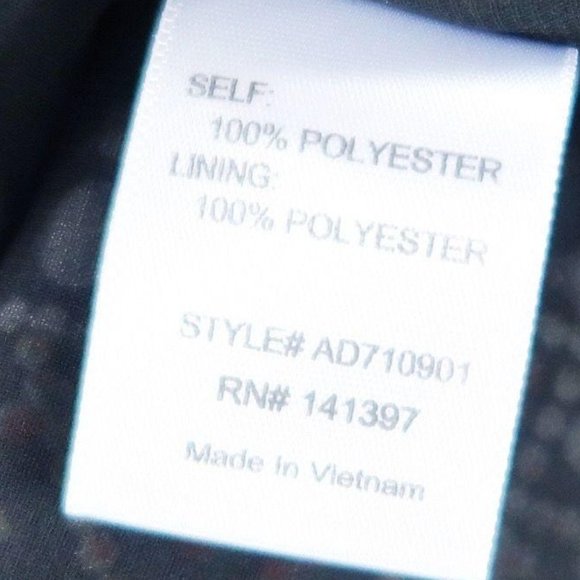 SELF:
100% POLYESTER
LINING:
100% POLYESTER
STYLE# AD710901
RN# 141397
Made In Vietnam